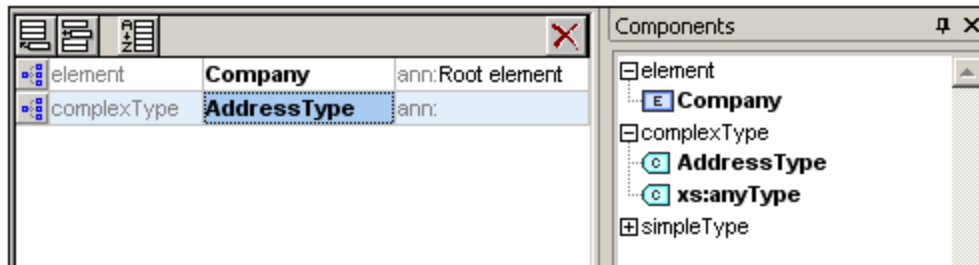 element Company ann:Root element
complexType AddressType ann:
Components
element
E Company
complexType
C AddressType
C xs:anyType
simpleType